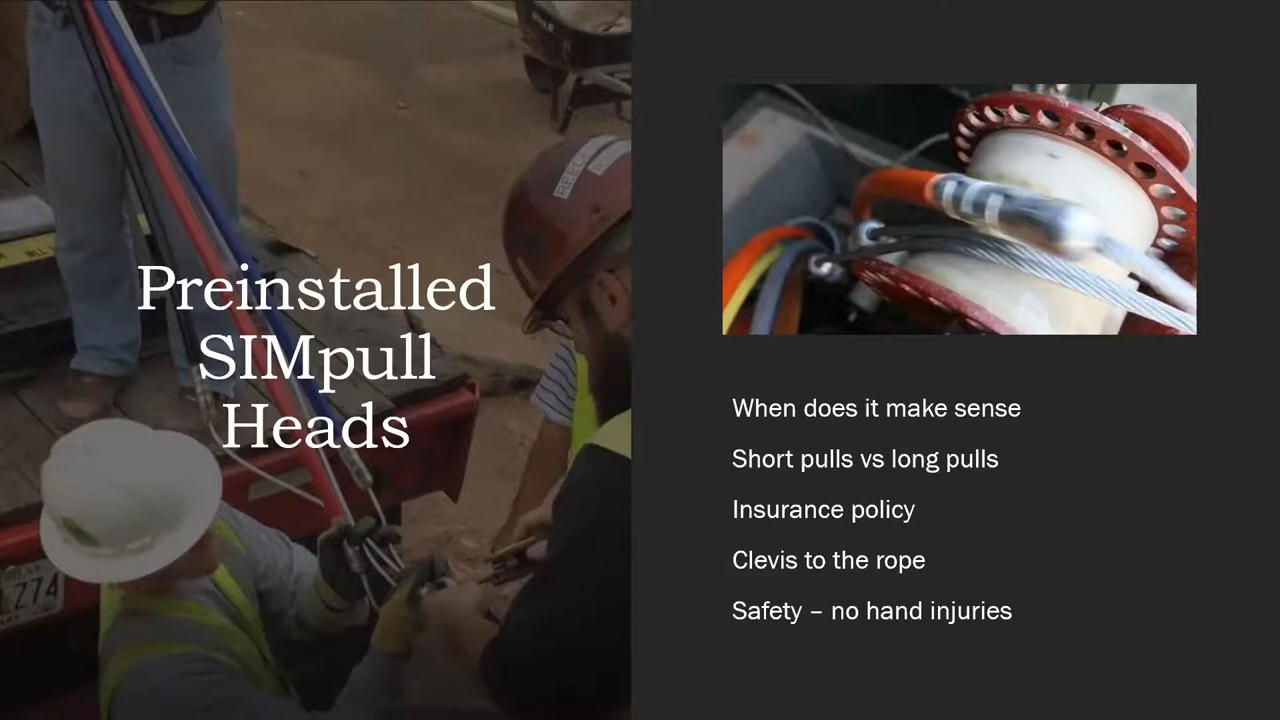 Preinstalled
SIMpull
Heads
When does it make sense
Short pulls vs long pulls
Insurance policy
Clevis to the rope
Safety – no hand injuries